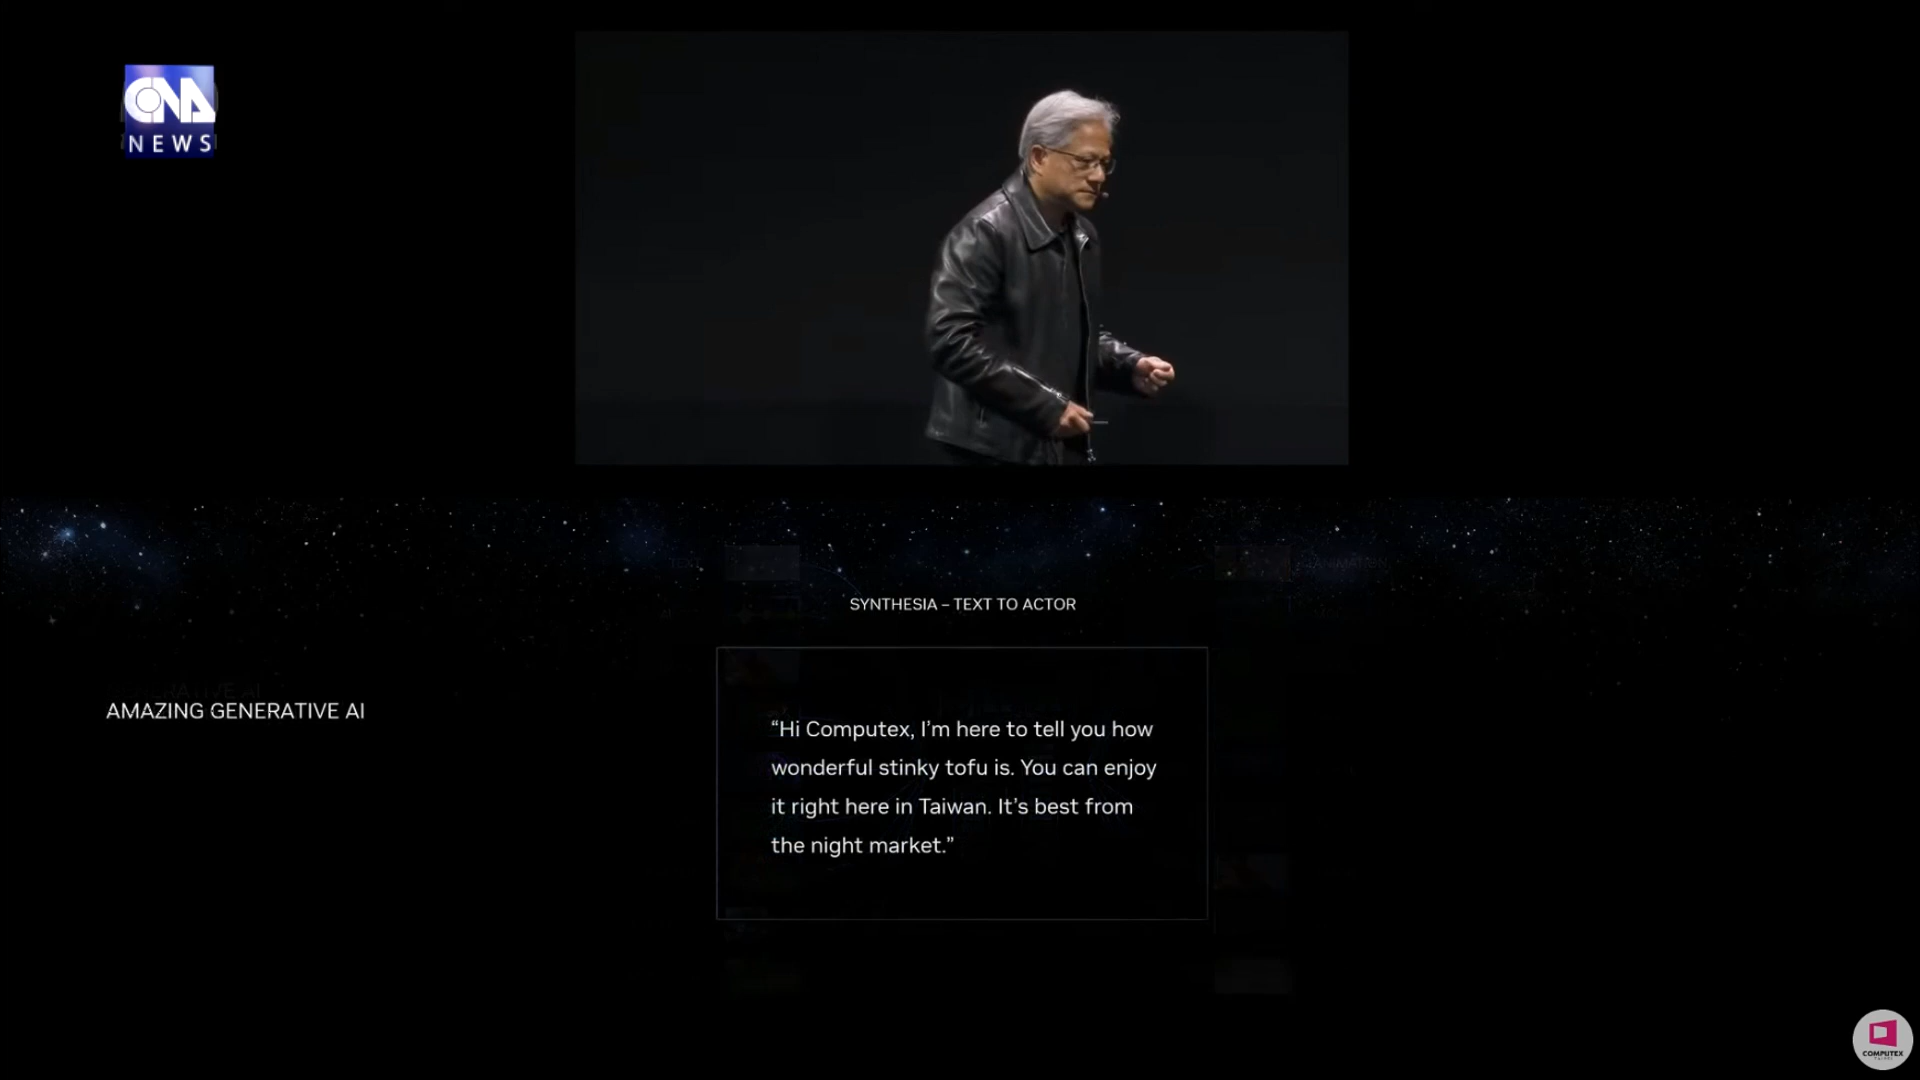 CNA
NEWS
SYNTHESIA – TEXT TO ACTOR
AMAZING GENERATIVE AI
“Hi Computex, I’m here to tell you how
wonderful stinky tofu is. You can enjoy
it right here in Taiwan. It’s best from
the night market.”
COMPUTEX